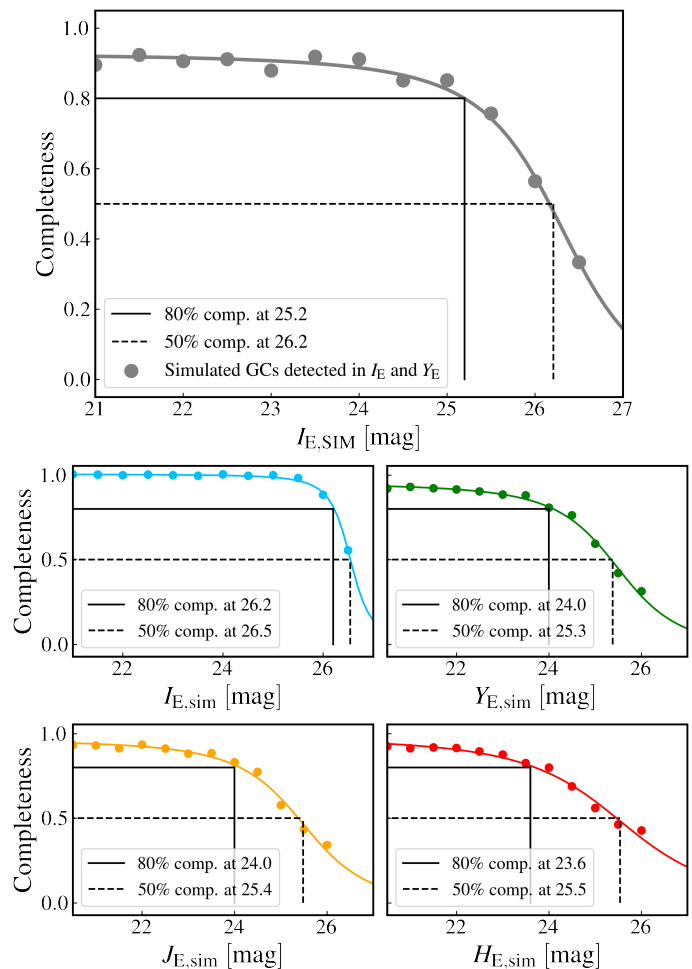 1.0
0.8
0.6
0.4
0.2
0.0
Completeness
80% comp. at 25.2
50% comp. at 26.2
Simulated GCs detected in I_E and Y_E
21 22 23 24 25 26 27
I_E,SIM [mag]
1.0
0.5
0.0
Completeness
80% comp. at 26.2
50% comp. at 26.5
22 24 26
I_E,sim [mag]
80% comp. at 24.0
50% comp. at 25.3
22 24 26
Y_E,sim [mag]
1.0
0.5
0.0
Completeness
80% comp. at 24.0
50% comp. at 25.4
22 24 26
J_E,sim [mag]
80% comp. at 23.6
50% comp. at 25.5
22 24 26
H_E,sim [mag]